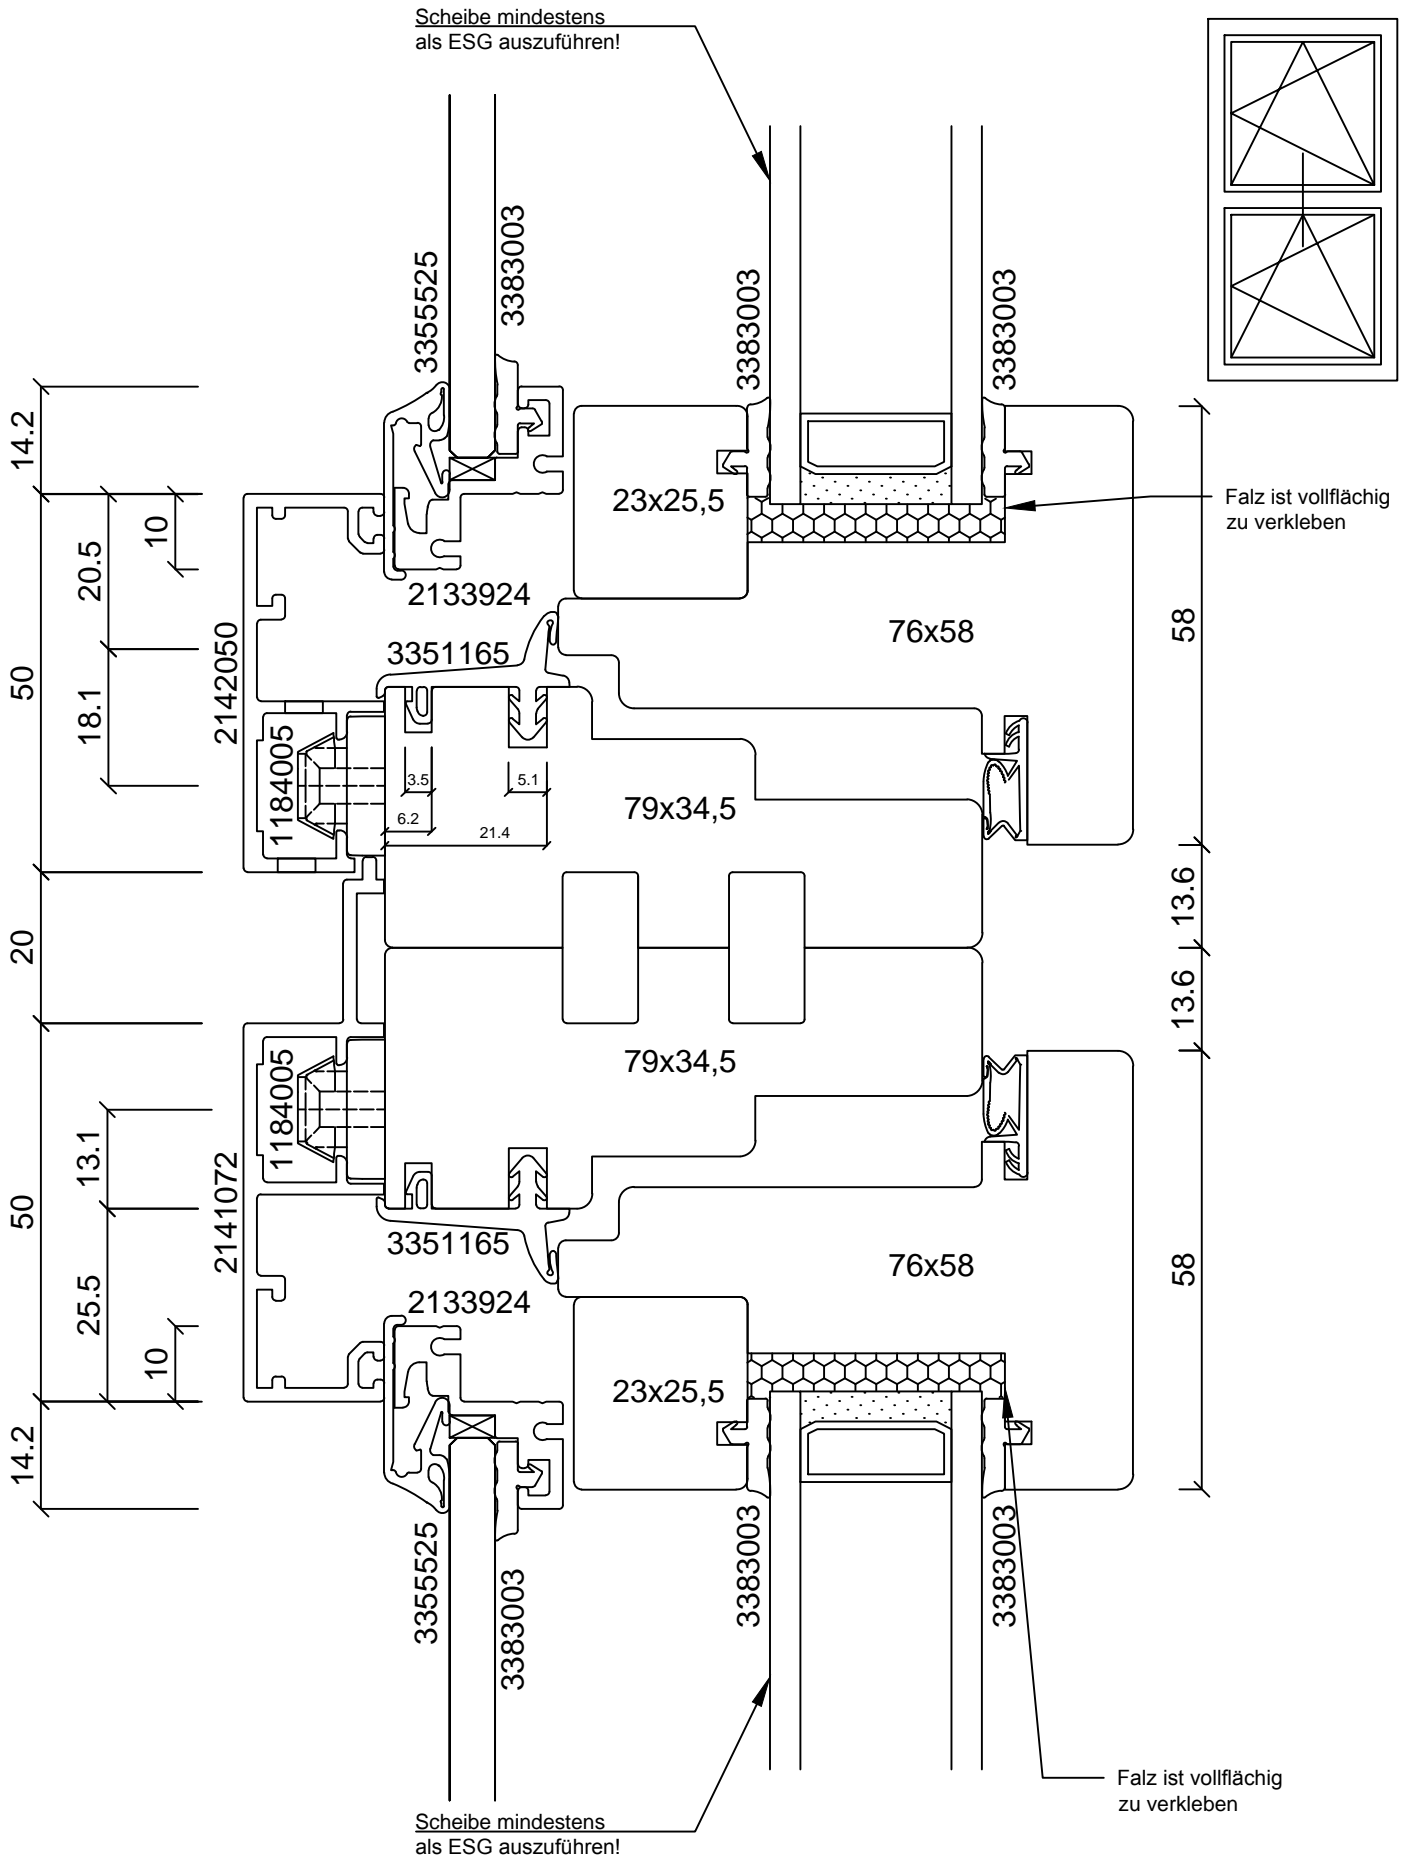 Scheibe mindestens
als ESG auszuführen!
3355525
3383003
3383003
3383003
14.2
10
20.5
50
18.1
23x25,5
Falz ist vollflächig
zu verkleben
2133924
76x58
58
2142050
3351165
1184005
3.5
5.1
6.2
21.4
79x34,5
13.6
20
13.6
79x34,5
1184005
13.1
50
2141072
3351165
76x58
58
25.5
2133924
10
23x25,5
14.2
3355525
3383003
3383003
3383003
Falz ist vollflächig
zu verkleben
Scheibe mindestens
als ESG auszuführen!